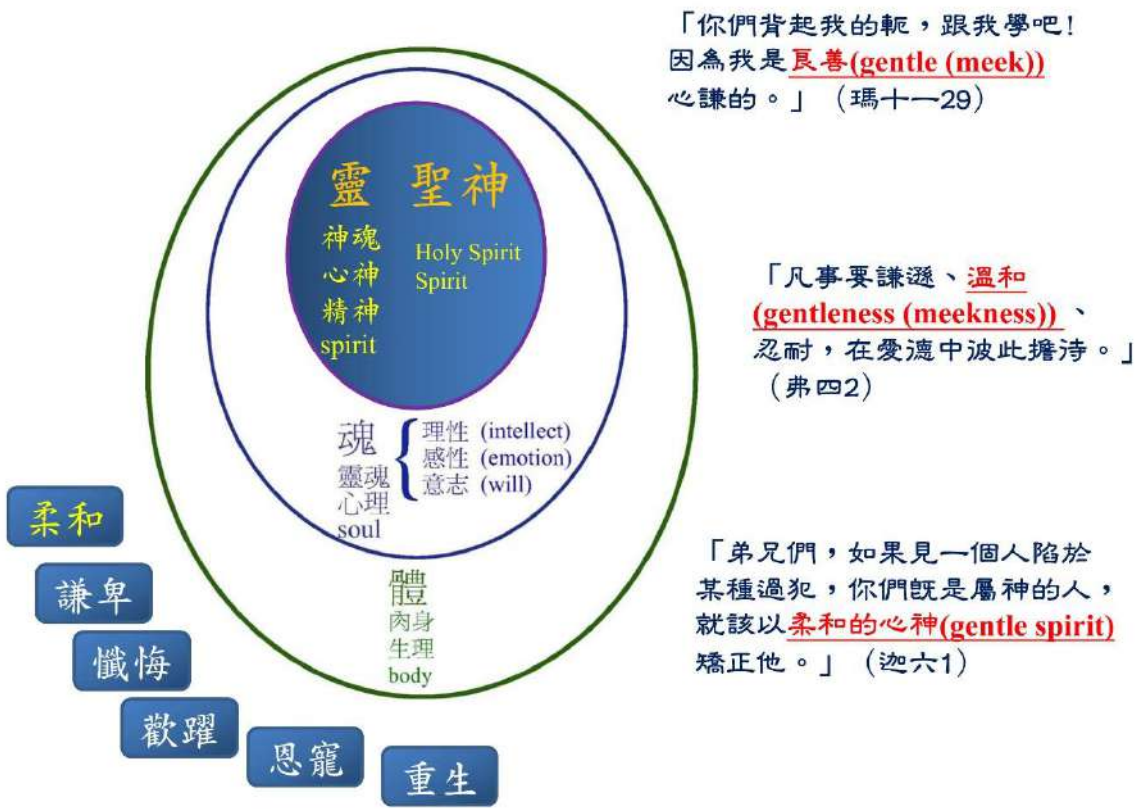 「你們背起我的軛，跟我學吧!
因為我是良善(gentle (meek))
心謙的。」（瑪十一29）
靈 聖神
神魂
心神
精神
spirit
Holy Spirit
Spirit
「凡事要謙遜、溫和
(gentleness (meekness))、
忍耐，在愛德中彼此擔待。」
（弗四2）
魂
靈魂
心理
soul
{
理性 (intellect)
感性 (emotion)
意志 (will)
體
肉身
生理
body
「弟兄們，如果見一個人陷於
某種過犯，你們既是屬神的人，
就該以柔和的心神(gentle spirit)
矯正他。」（迦六1）
柔和
謙卑
懺悔
歡躍
恩寵
重生